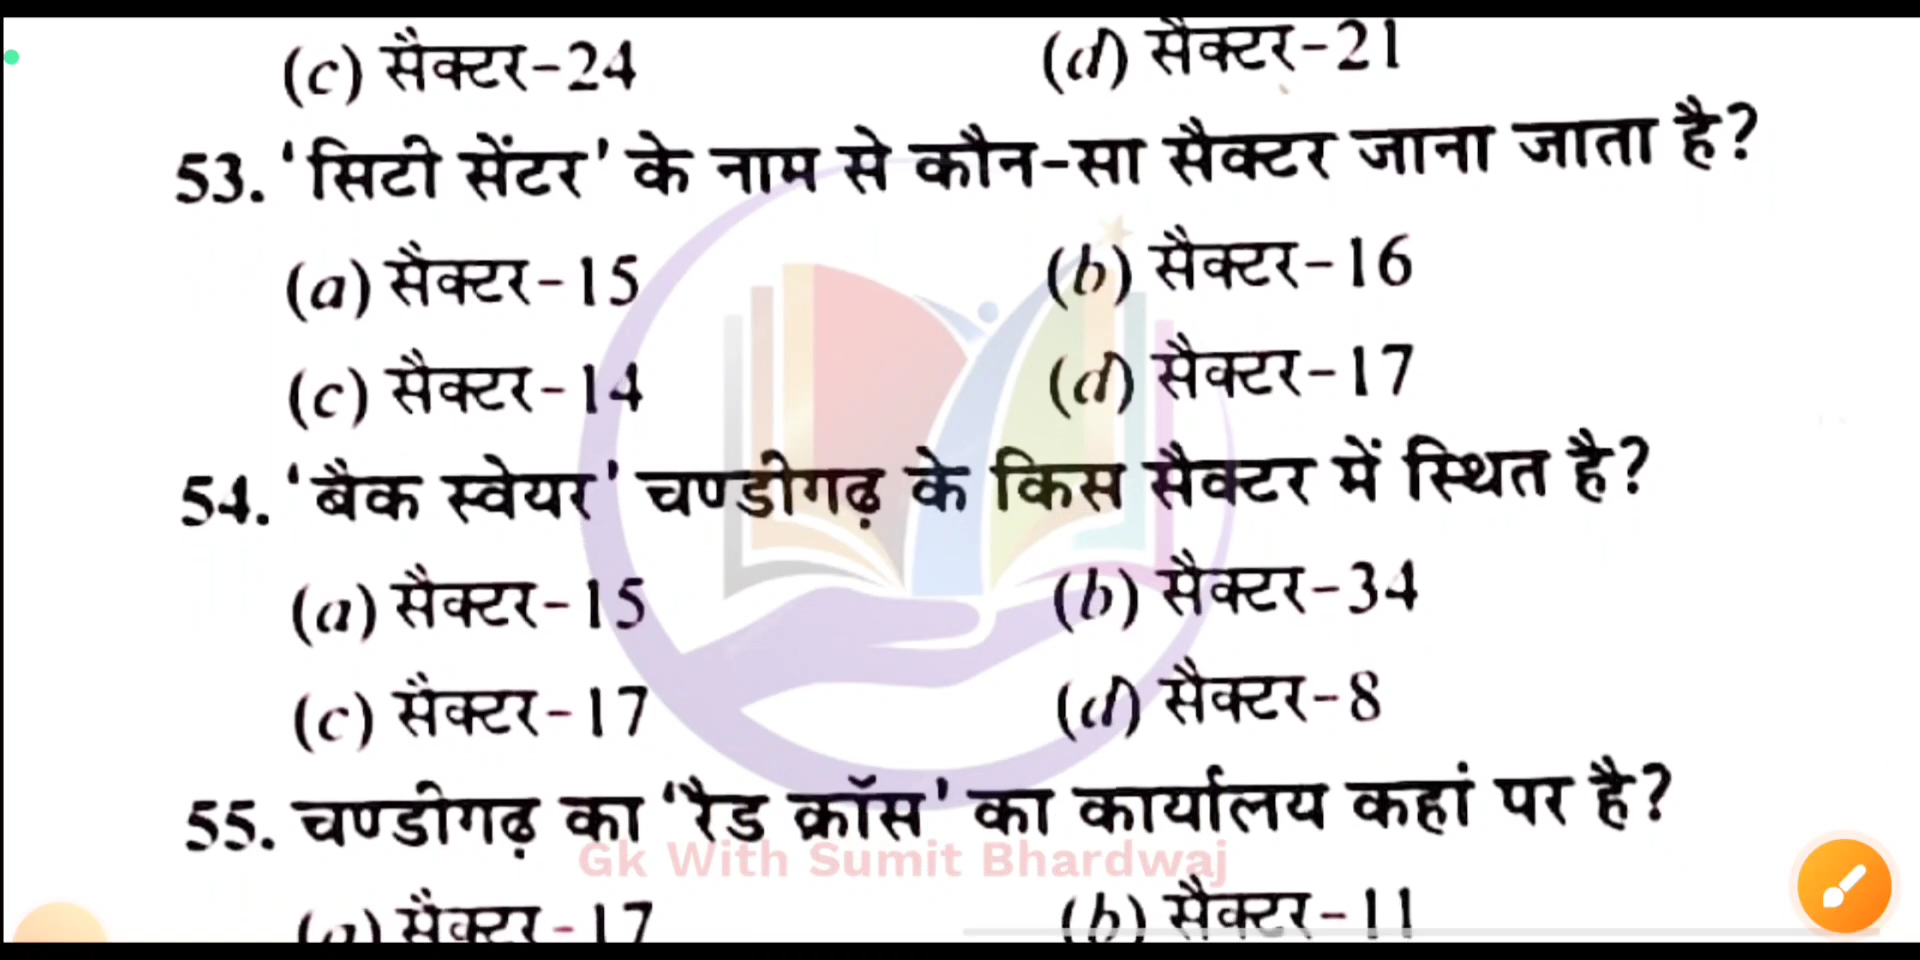 (c) सैक्टर-24 (d) सैक्टर-21
53. 'सिटी सेंटर' के नाम से कौन-सा सैक्टर जाना जाता है?
(a) सैक्टर-15 (b) सैक्टर-16
(c) सैक्टर-14 (d) सैक्टर-17
54. 'बैंक स्वेयर' चण्डीगढ़ के किस सैक्टर में स्थित है?
(a) सैक्टर-15 (b) सैक्टर-34
(c) सैक्टर-17 (d) सैक्टर-8
55. चण्डीगढ़ का 'रैड क्रॉस' का कार्यालय कहां पर है?
Gk With Sumit Bhardwaj
(a) सैक्टर-17 (b) सैक्टर-11